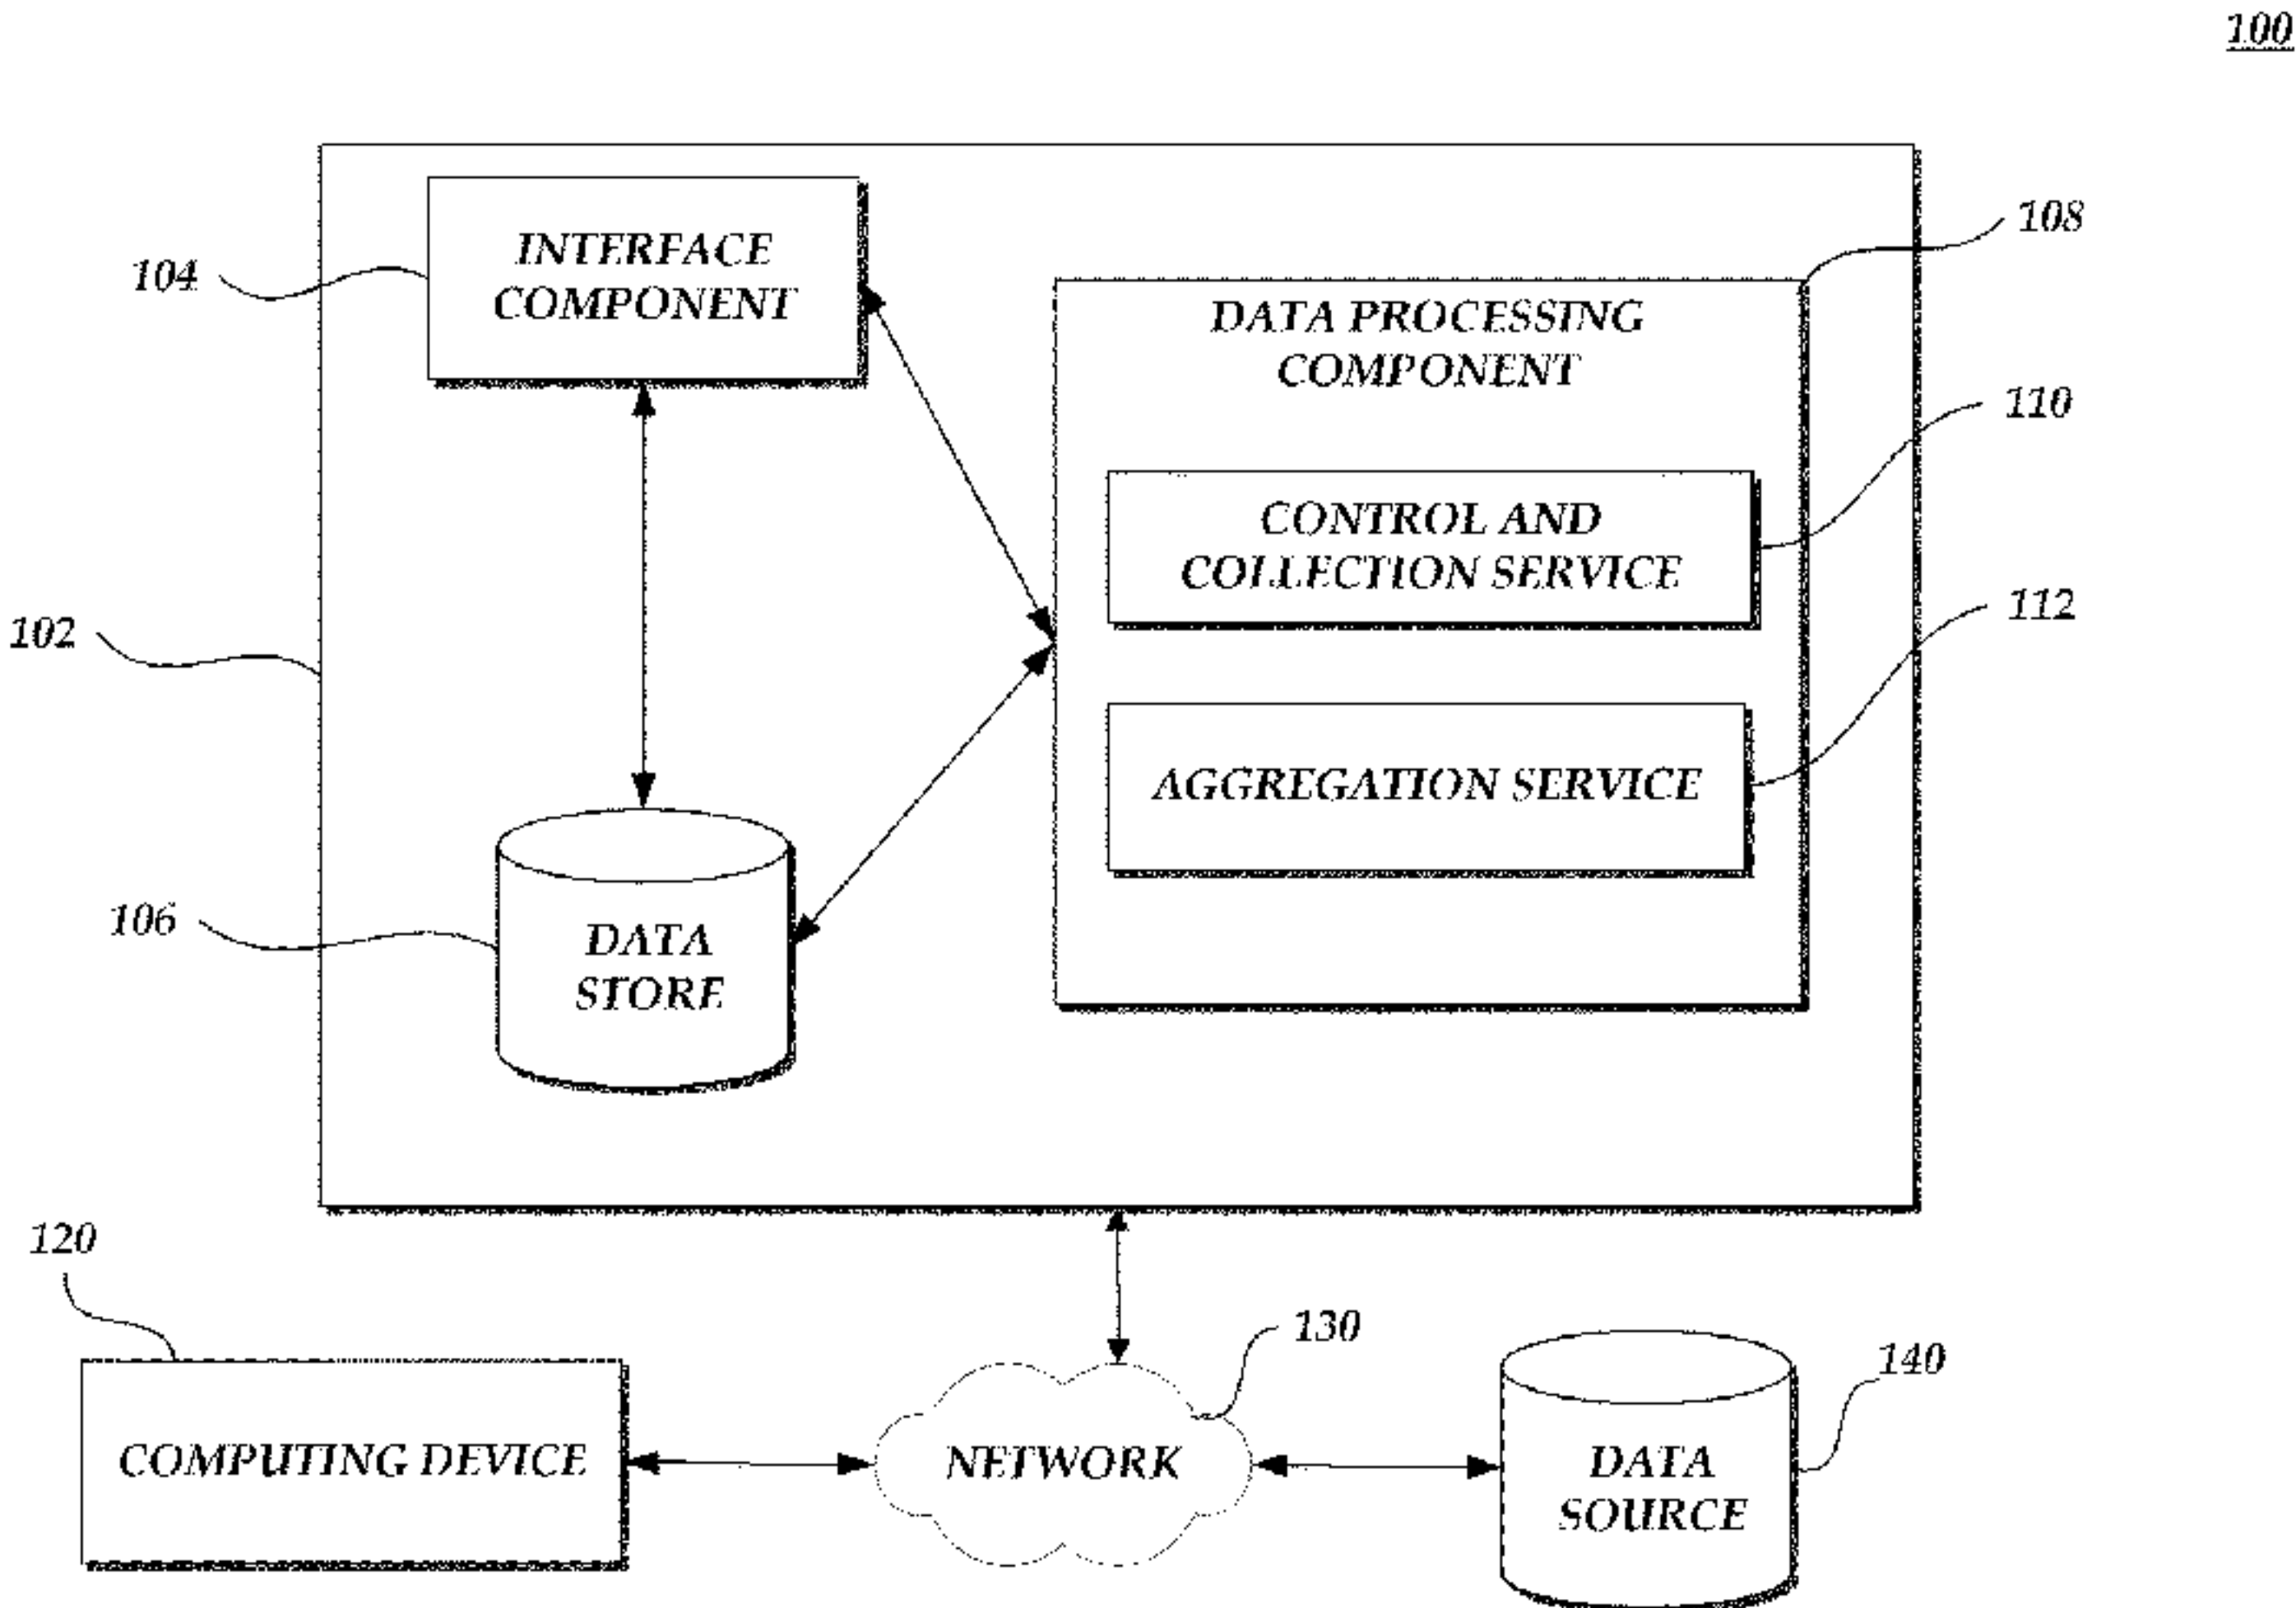 100
INTERFACE
COMPONENT
104
108
DATA PROCESSING
COMPONENT
110
CONTROL AND
COLLECTION SERVICE
112
102
AGGREGATION SERVICE
106
DATA
STORE
120
130
140
COMPUTING DEVICE
NETWORK
DATA
SOURCE